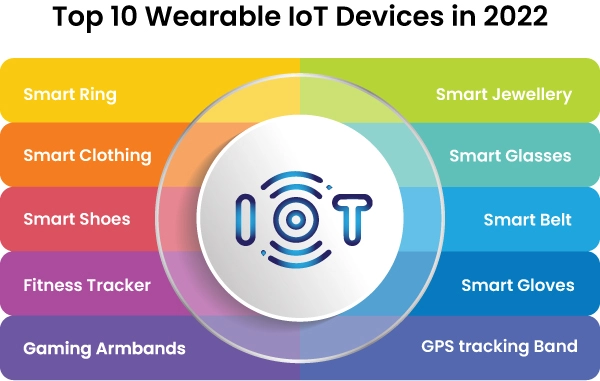 Top 10 Wearable IoT Devices in 2022
Smart Ring
Smart Jewellery
Smart Clothing
Smart Glasses
Smart Shoes
Smart Belt
Fitness Tracker
Smart Gloves
Gaming Armbands
GPS tracking Band
IOT